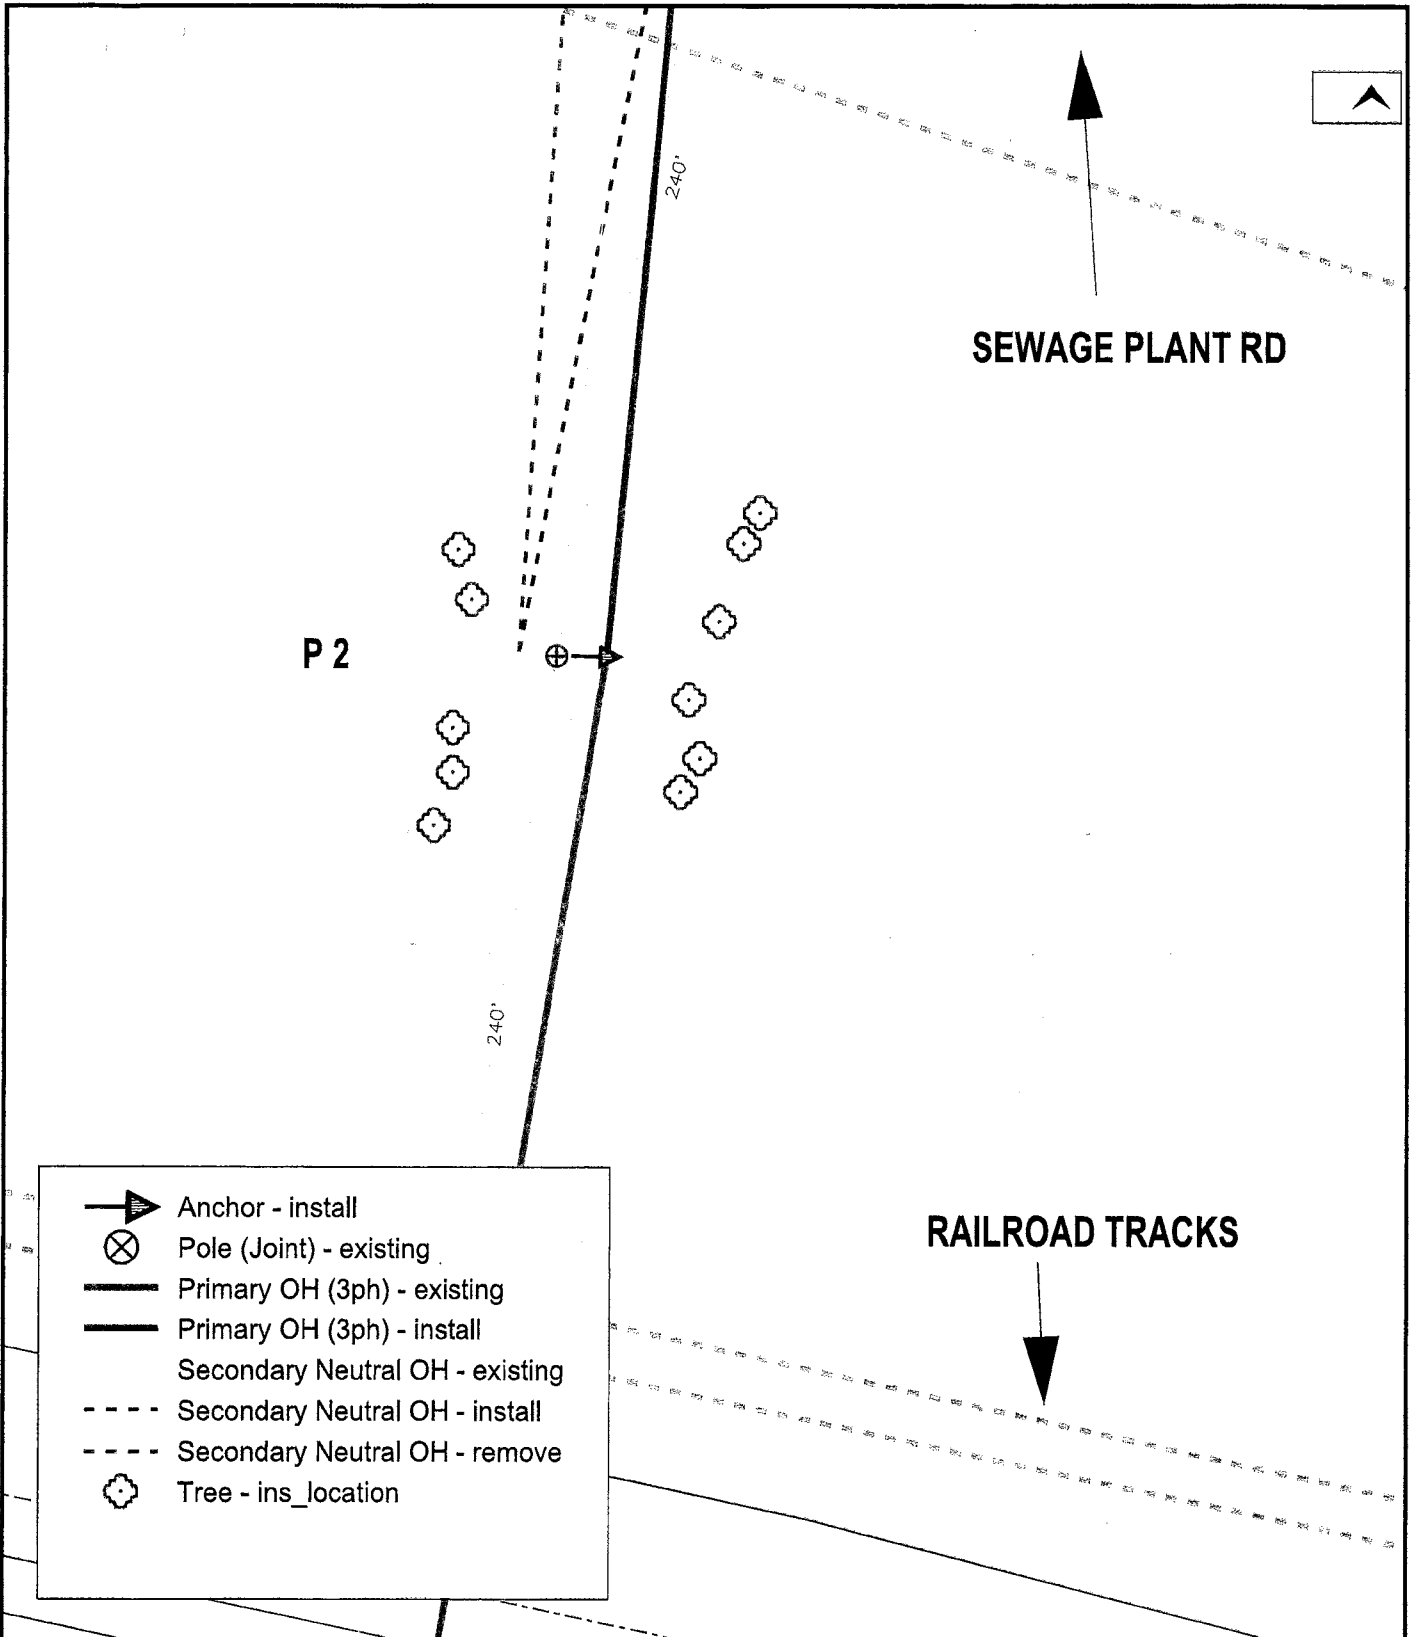 240'
SEWAGE PLANT RD
P 2
240'
RAILROAD TRACKS
Anchor - install
Pole (Joint) - existing
Primary OH (3ph) - existing
Primary OH (3ph) - install
Secondary Neutral OH - existing
Secondary Neutral OH - install
Secondary Neutral OH - remove
Tree - ins_location